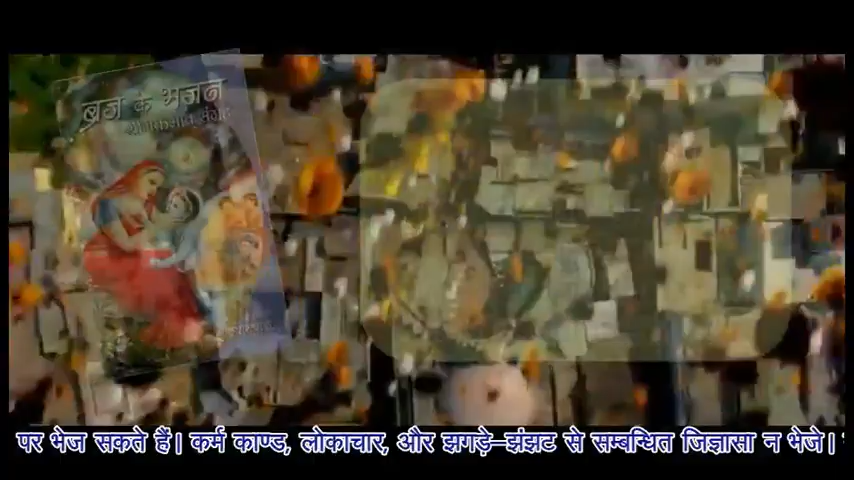 ब्रज के भजन
पर भेज सकते हैं। कर्म काण्ड, लोकाचार, और झगड़े–झंझट से सम्बन्धित जिज्ञासा न भेजे।